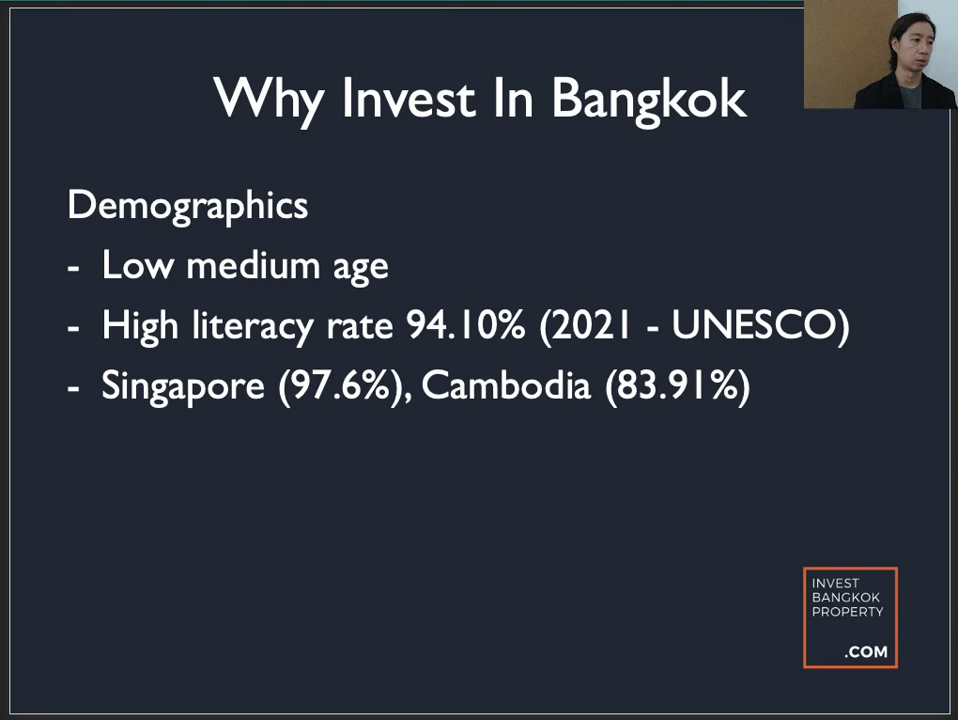 Why Invest In Bangkok
Demographics
- Low medium age
- High literacy rate 94.10% (2021 - UNESCO)
- Singapore (97.6%), Cambodia (83.91%)
INVEST
BANGKOK
PROPERTY
.COM